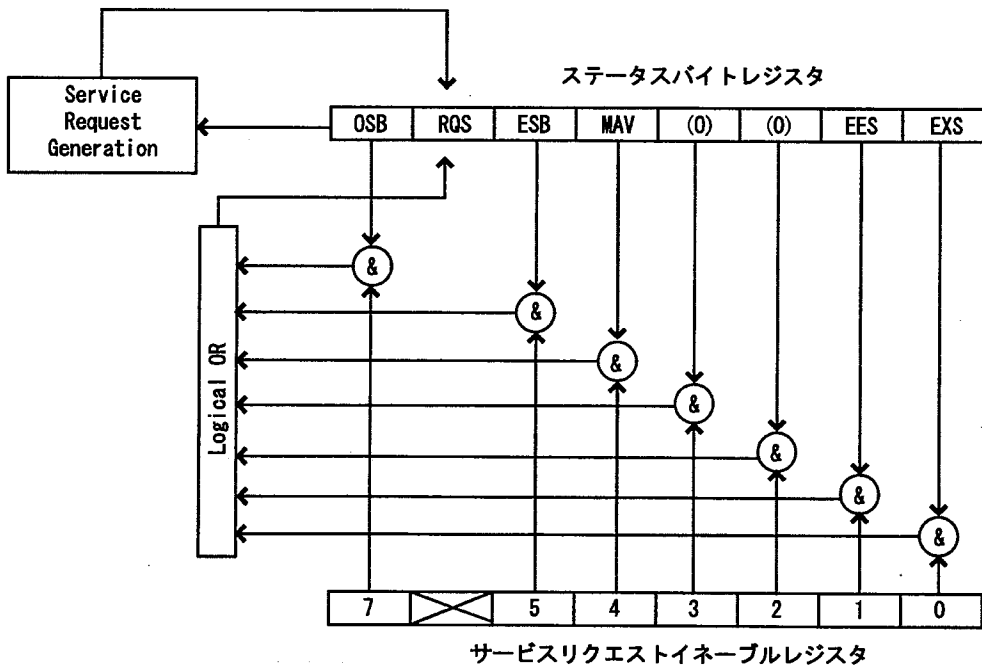 ステータスバイトレジスタ
Service
Request
Generation
OSB RQS ESB MAV (0) (0) EES EXS
&
&
&
&
&
&
&
Logical OR
7 5 4 3 2 1 0
サービスリクエストイネーブルレジスタ